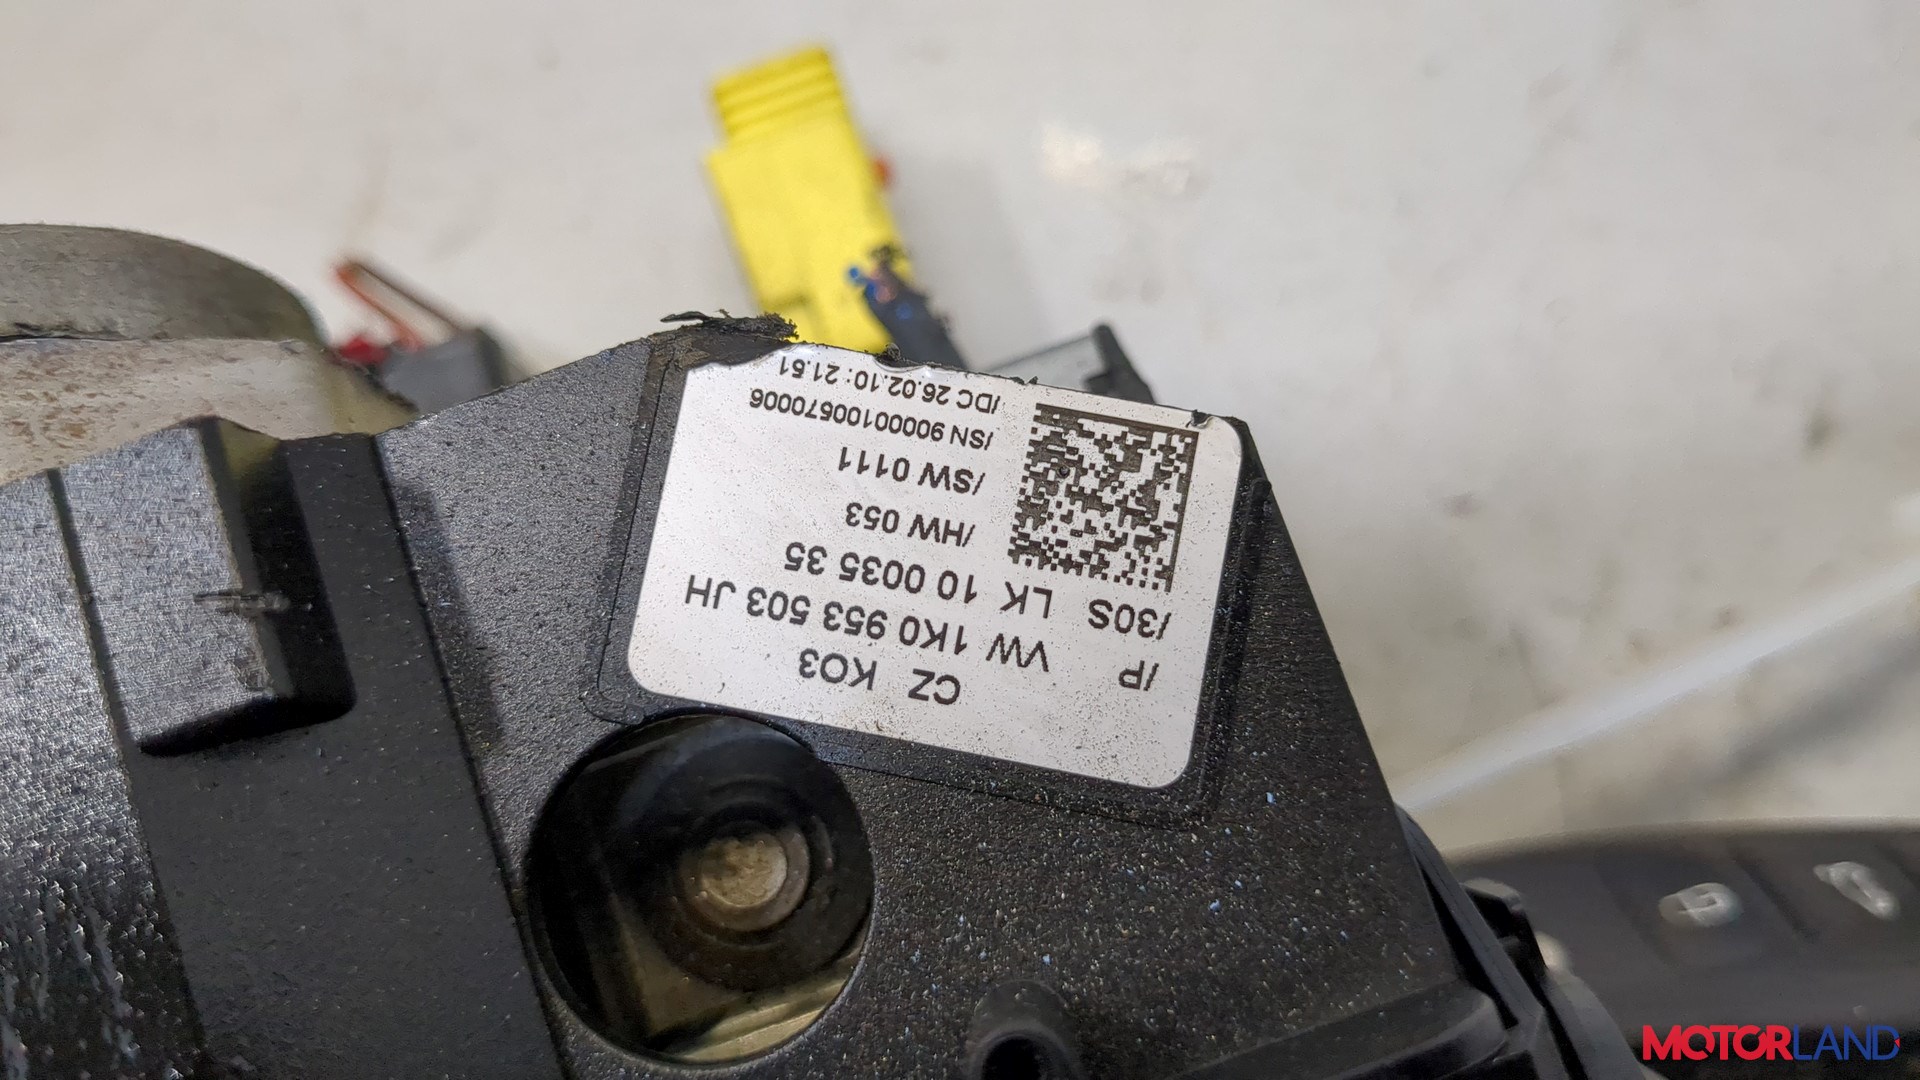 CZ KO3
/P VW 1K0 953 503 JH
/30S LK 10 0035 35
/HW 053
/SW 0111
/SN 90000100570006
/DC 26.02.10: 21.51
MOTORLAND